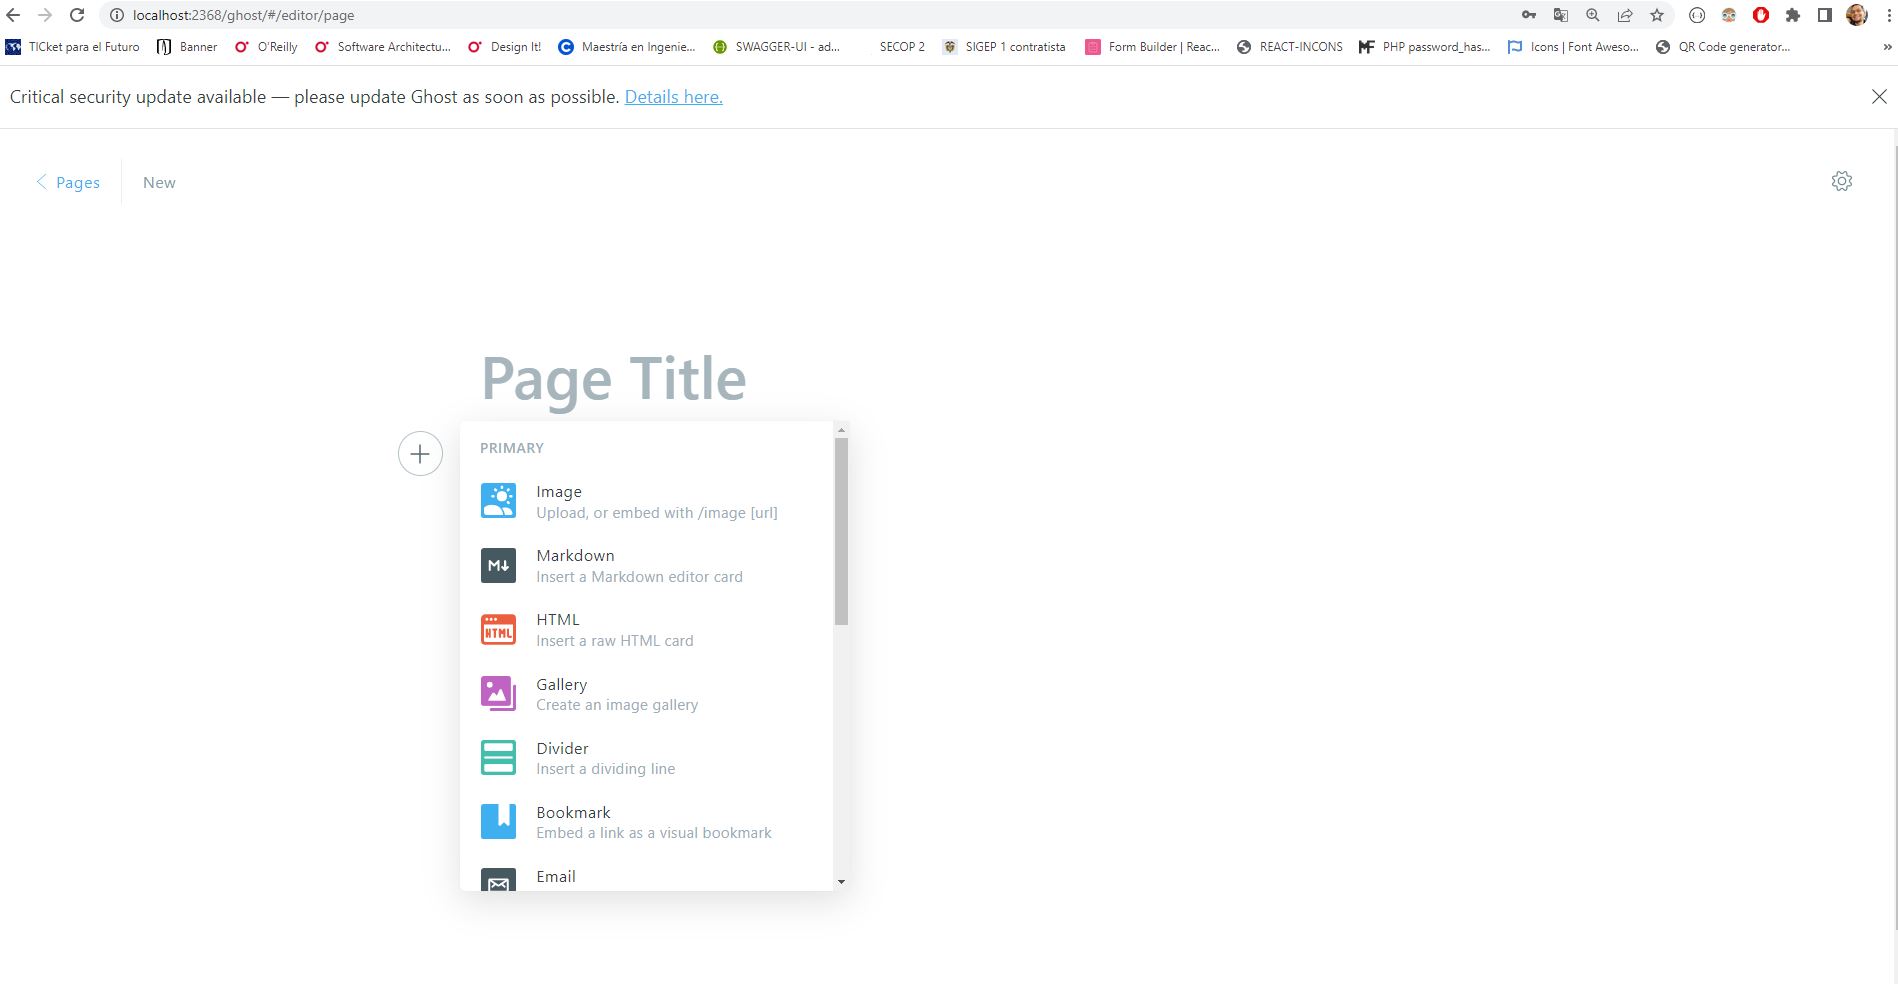 localhost:2368/ghost/#/editor/page
TICket para el Futuro Banner O'Reilly Software Architectu... Design It! Maestría en Ingenie... SWAGGER-UI - ad... SECOP 2 SIGEP 1 contratista Form Builder | Reac... REACT-INCONS PHP password_has... Icons | Font Aweso... QR Code generator... »
Critical security update available — please update Ghost as soon as possible. Details here.
Pages New
Page Title
PRIMARY
Image
Upload, or embed with /image [url]
M
Markdown
Insert a Markdown editor card
HTML
HTML
Insert a raw HTML card
Gallery
Create an image gallery
Divider
Insert a dividing line
Bookmark
Embed a link as a visual bookmark
Email